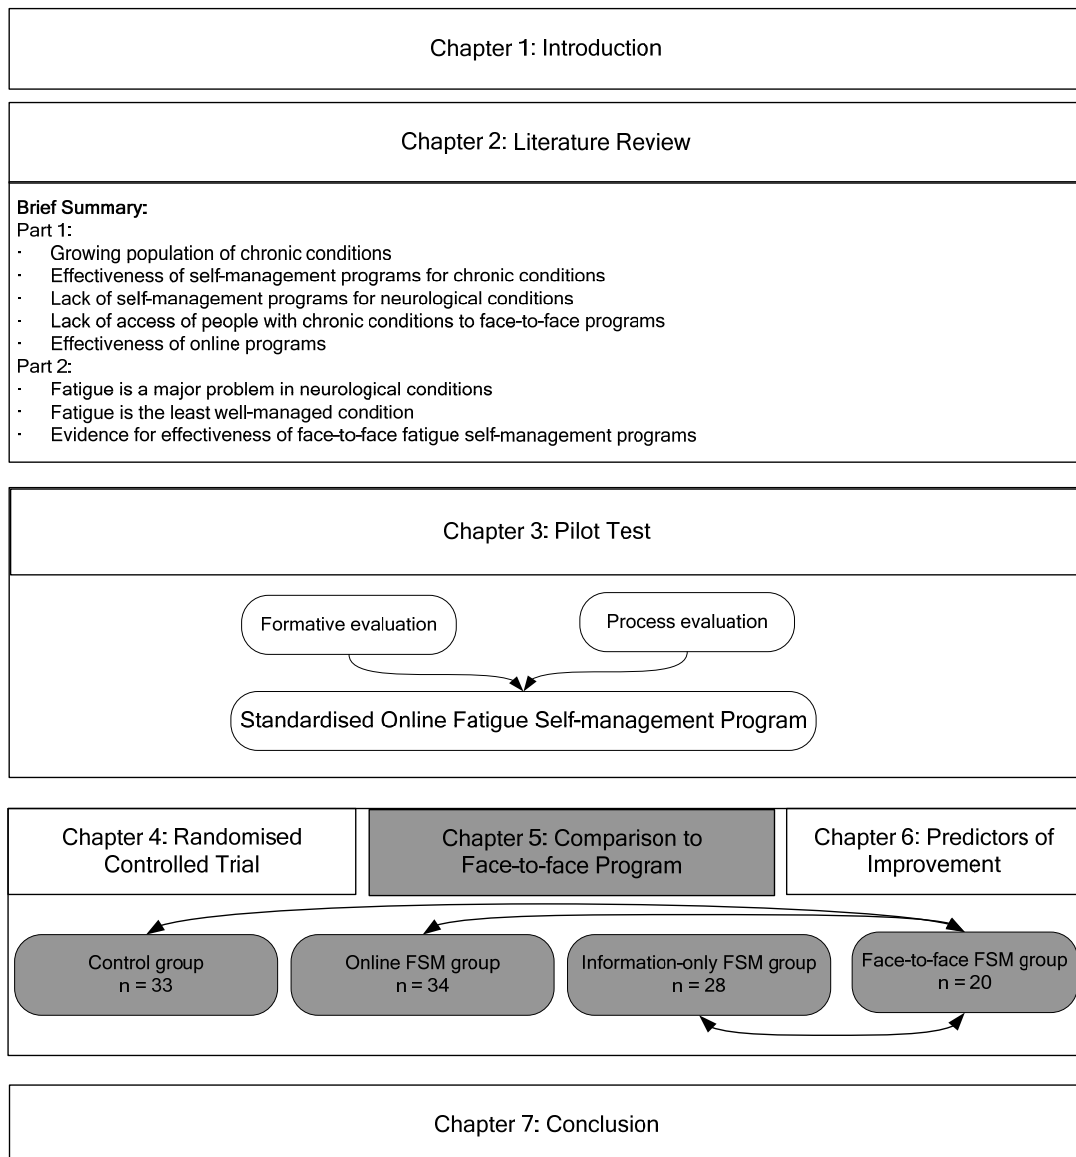 Chapter 1: Introduction
Chapter 2: Literature Review
Brief Summary:
Part 1:
· Growing population of chronic conditions
· Effectiveness of self-management programs for chronic conditions
· Lack of self-management programs for neurological conditions
· Lack of access of people with chronic conditions to face-to-face programs
· Effectiveness of online programs
Part 2:
· Fatigue is a major problem in neurological conditions
· Fatigue is the least well-managed condition
· Evidence for effectiveness of face-to-face fatigue self-management programs
Chapter 3: Pilot Test
Formative evaluation
Process evaluation
Standardised Online Fatigue Self-management Program
Chapter 4: Randomised
Controlled Trial
Chapter 5: Comparison to
Face-to-face Program
Chapter 6: Predictors of
Improvement
Control group
n = 33
Online FSM group
n = 34
Information-only FSM group
n = 28
Face-to-face FSM group
n = 20
Chapter 7: Conclusion